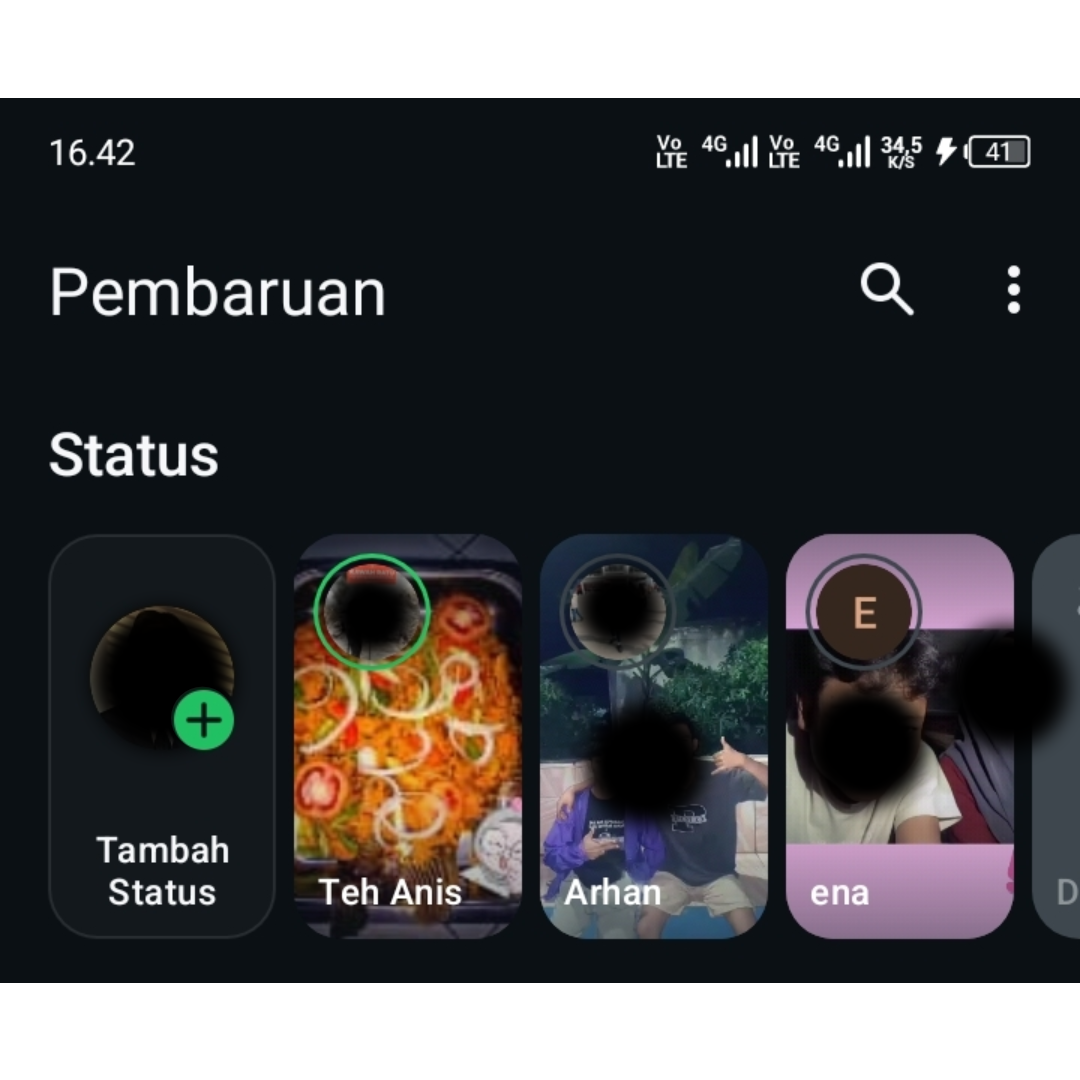 16.42
Vo LTE 4G Vo LTE 4G 34,5 K/S 41
Pembaruan
Status
E
Tambah
Status
Teh Anis
Arhan
ena
D